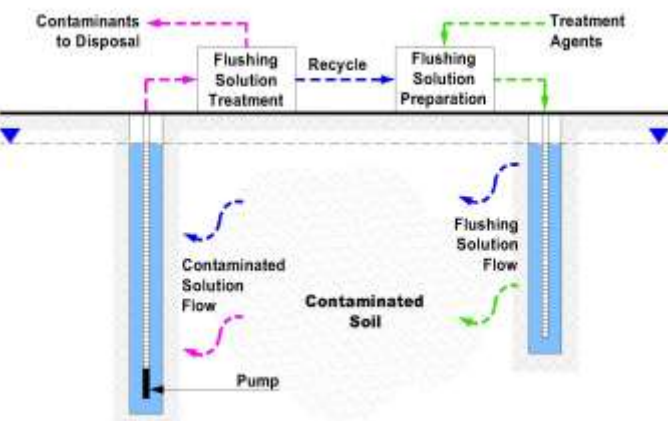 Contaminants
to Disposal
Flushing
Solution
Treatment
Recycle
Flushing
Solution
Preparation
Treatment
Agents
Contaminated
Solution
Flow
Contaminated
Soil
Flushing
Solution
Flow
Pump